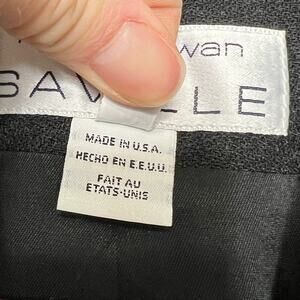 wan
SAV LE
MADE IN U.S.A.
HECHO EN E.E.U.U.
FAIT AU
ETATS-UNIS